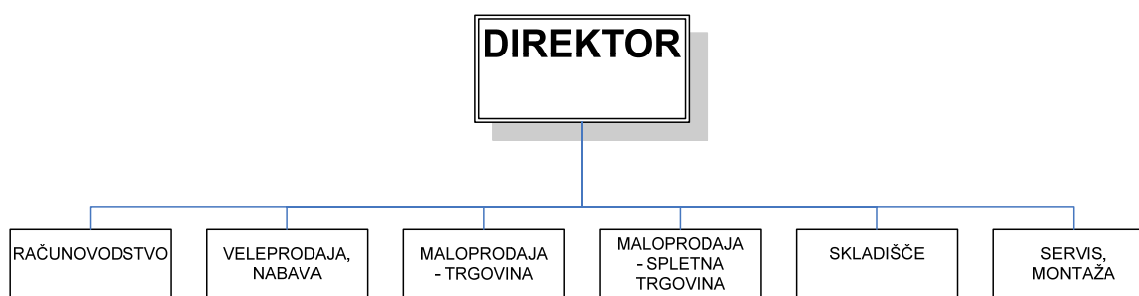 DIREKTOR
RAČUNOVODSTVO
VELEPRODAJA,
NABAVA
MALOPRODAJA
- TRGOVINA
MALOPRODAJA
- SPLETNA
TRGOVINA
SKLADIŠČE
SERVIS,
MONTAŽA